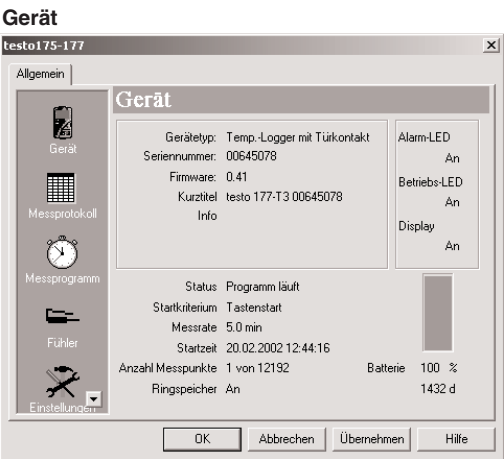 Gerät
testo175-177
Allgemein
Gerät
Gerät
Messprotokoll
Messprogramm
Fühler
Einstellungen
Gerätetyp: Temp.-Logger mit Türkontakt
Seriennummer: 00645078
Firmware: 0.41
Kurztitel testo 177-T3 00645078
Info
Alarm-LED
An
Betriebs-LED
An
Display
An
Status Programm läuft
Startkriterium Tastenstart
Messrate 5.0 min
Startzeit 20.02.2002 12:44:16
Anzahl Messpunkte 1 von 12192
Ringspeicher An
Batterie 100 %
1432 d
OK Abbrechen Übernehmen Hilfe